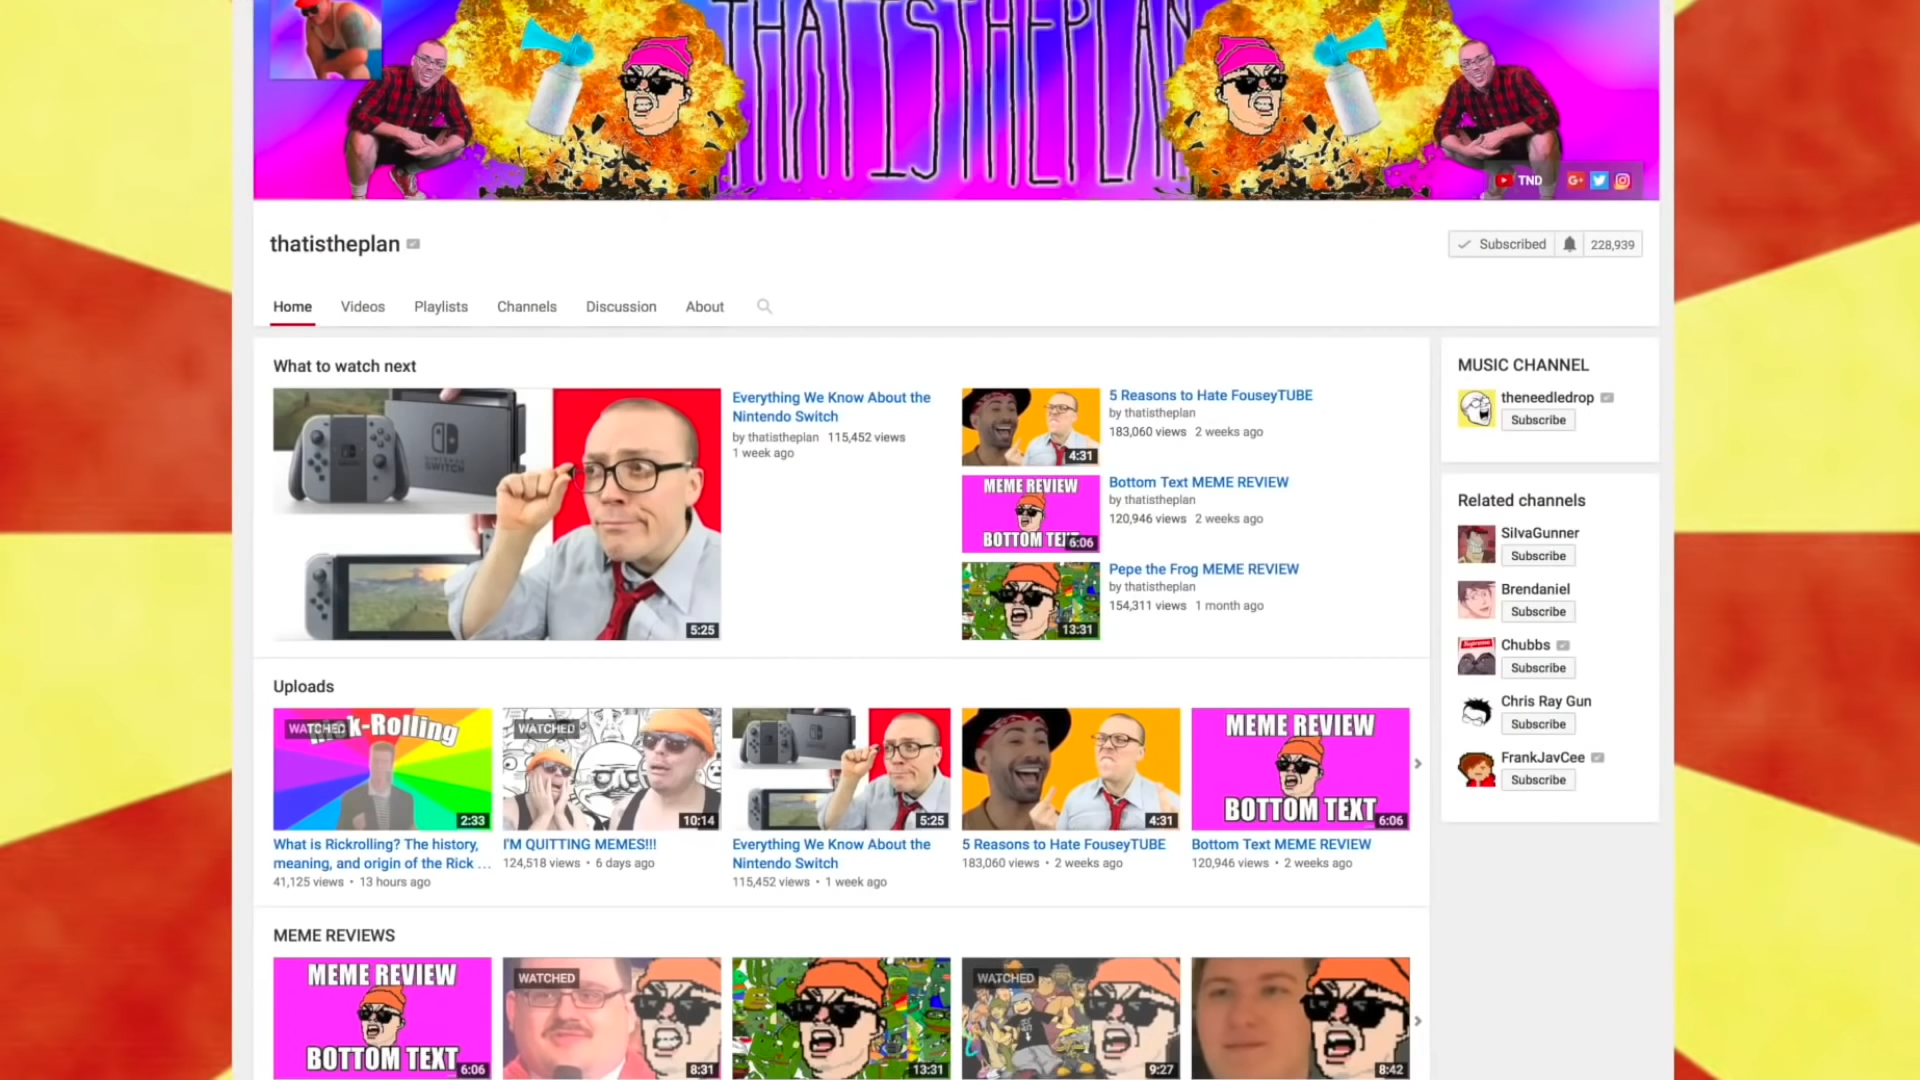 THATISTHEPLAN
TND
G+
thatistheplan
Subscribed 228,939
Home Videos Playlists Channels Discussion About
What to watch next
NINTENDO
SWITCH
5:25
Everything We Know About the
Nintendo Switch
by thatistheplan 115,452 views
1 week ago
4:31
5 Reasons to Hate FouseyTUBE
by thatistheplan
183,060 views 2 weeks ago
MEME REVIEW
BOTTOM TEXT
6:06
Bottom Text MEME REVIEW
by thatistheplan
120,946 views 2 weeks ago
13:31
Pepe the Frog MEME REVIEW
by thatistheplan
154,311 views 1 month ago
MUSIC CHANNEL
theneedledrop
Subscribe
Related channels
SilvaGunner
Subscribe
Brendaniel
Subscribe
Supreme
Chubbs
Subscribe
Chris Ray Gun
Subscribe
FrankJavCee
Subscribe
Uploads
WATCHED
k-Rolling
2:33
What is Rickrolling? The history,
meaning, and origin of the Rick ...
41,125 views • 13 hours ago
WATCHED
10:14
I'M QUITTING MEMES!!!
124,518 views • 6 days ago
5:25
Everything We Know About the
Nintendo Switch
115,452 views • 1 week ago
4:31
5 Reasons to Hate FouseyTUBE
183,060 views • 2 weeks ago
MEME REVIEW
BOTTOM TEXT
6:06
Bottom Text MEME REVIEW
120,946 views • 2 weeks ago
MEME REVIEWS
MEME REVIEW
BOTTOM TEXT
6:06
WATCHED
8:31
13:31
WATCHED
9:27
8:42